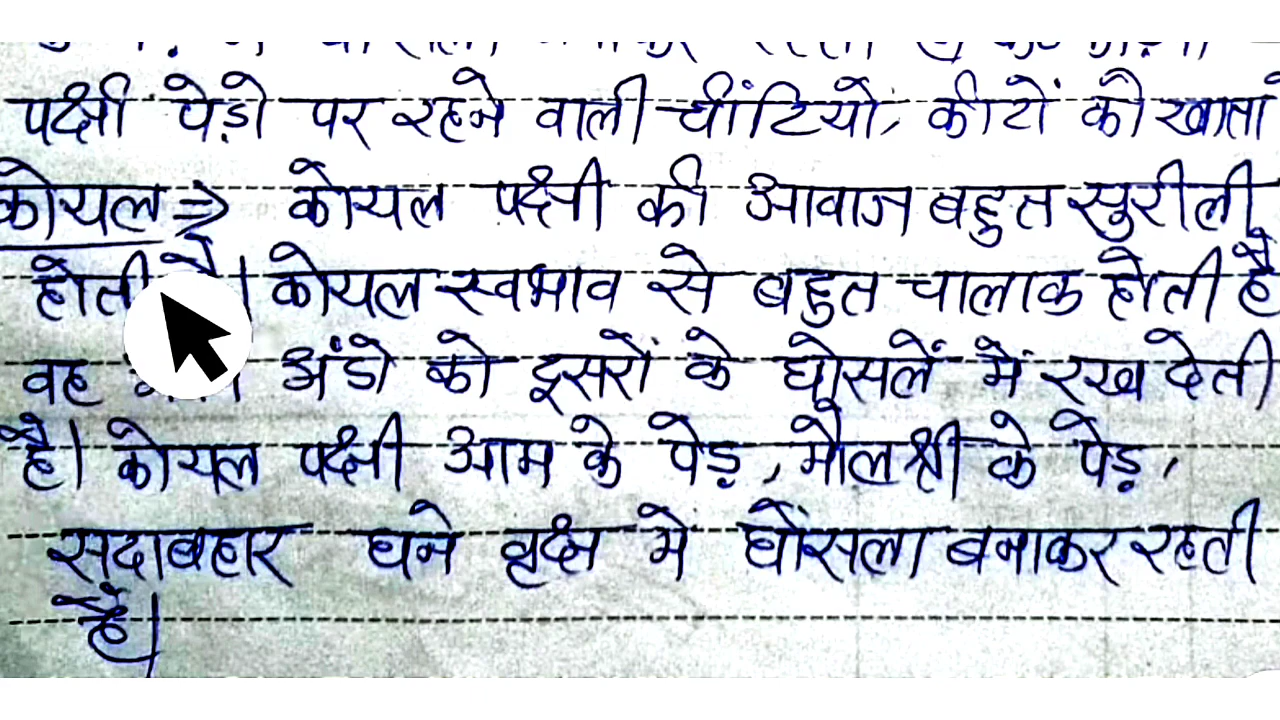 पक्षी पेड़ो पर रहने वाली चींटियों, कीटों को खाता
कोयल ⇒ कोयल पक्षी की आवाज बहुत सुरीली
होती है। कोयल स्वभाव से बहुत चालाक होती है
वह अंडो को दूसरों के घोसलें में रख देती
है। कोयल पक्षी आम के पेड़, मौलश्री के पेड़,
सदाबहार घने वृक्ष मे घोंसला बनाकर रहती
है।